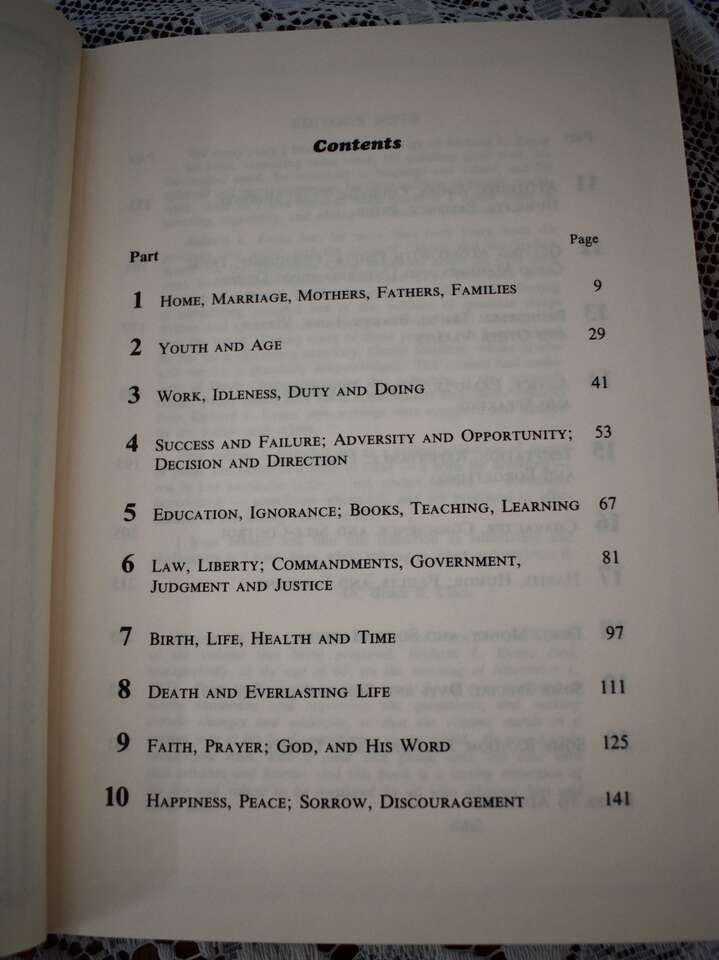 Contents
Part Page
1 Home, Marriage, Mothers, Fathers, Families 9
2 Youth and Age 29
3 Work, Idleness, Duty and Doing 41
4 Success and Failure; Adversity and Opportunity; 53
Decision and Direction
5 Education, Ignorance; Books, Teaching, Learning 67
6 Law, Liberty; Commandments, Government, 81
Judgment and Justice
7 Birth, Life, Health and Time 97
8 Death and Everlasting Life 111
9 Faith, Prayer; God, and His Word 125
10 Happiness, Peace; Sorrow, Discouragement 141